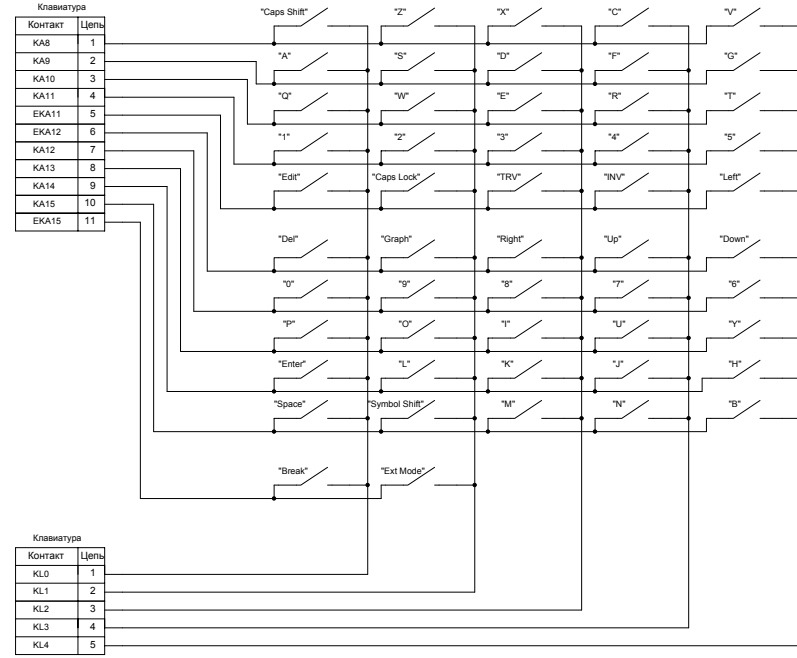 Клавиатура
Контакт Цепь
KA8 1
KA9 2
KA10 3
KA11 4
EKA11 5
EKA12 6
KA12 7
KA13 8
KA14 9
KA15 10
EKA15 11
"Caps Shift" "Z" "X" "C" "V"
"A" "S" "D" "F" "G"
"Q" "W" "E" "R" "T"
"1" "2" "3" "4" "5"
"Edit" "Caps Lock" "TRV" "INV" "Left"
"Del" "Graph" "Right" "Up" "Down"
"0" "9" "8" "7" "6"
"P" "O" "I" "U" "Y"
"Enter" "L" "K" "J" "H"
"Space" "Symbol Shift" "M" "N" "B"
"Break" "Ext Mode"
Клавиатура
Контакт Цепь
KL0 1
KL1 2
KL2 3
KL3 4
KL4 5